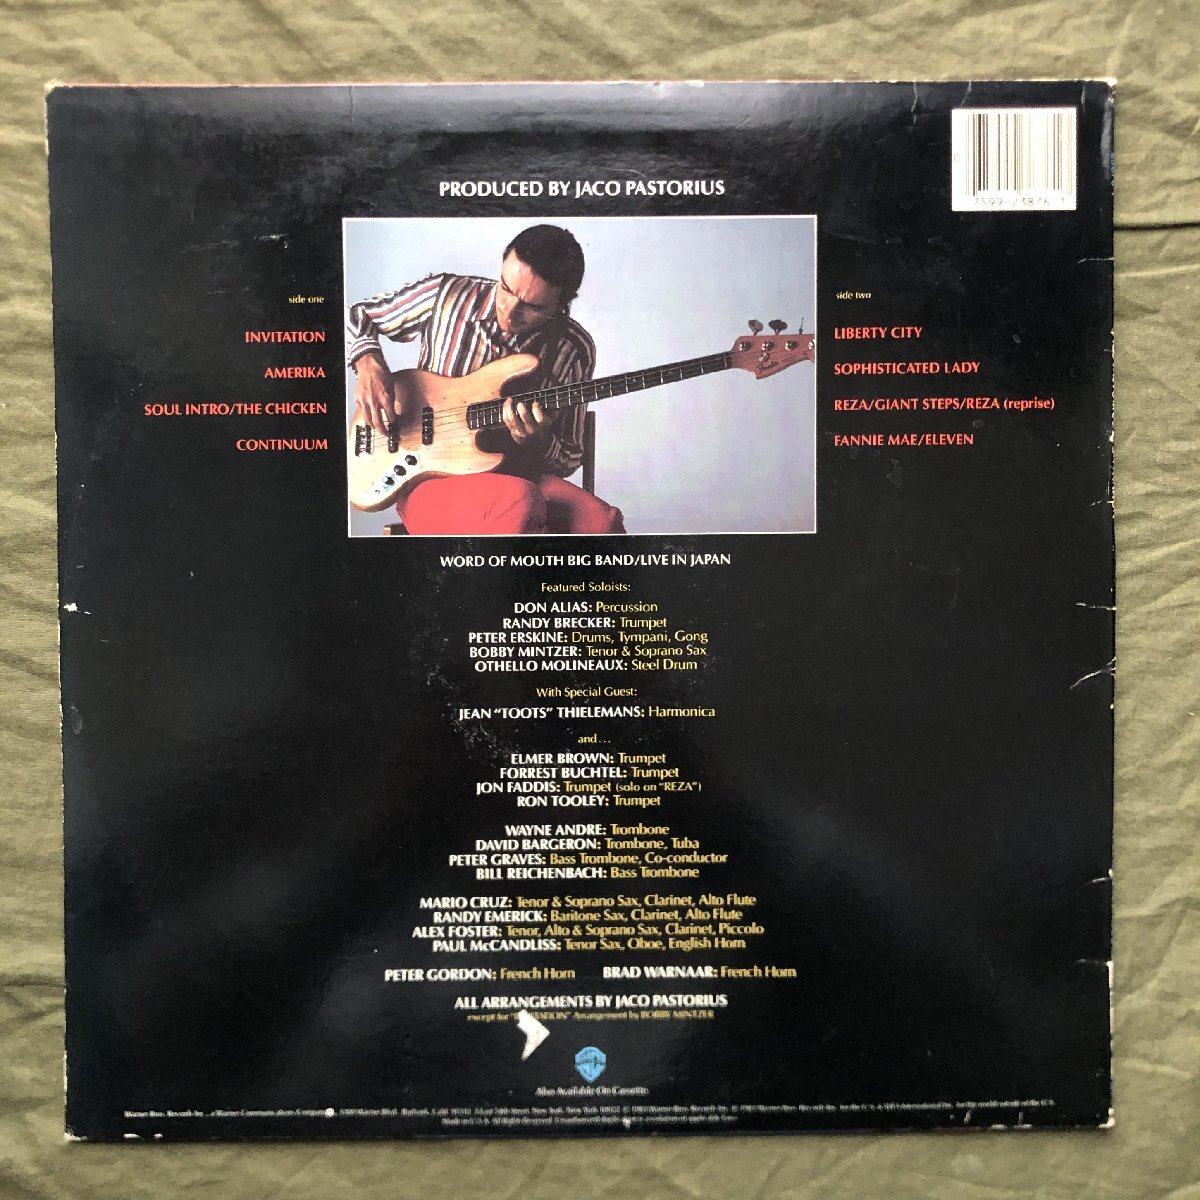 PRODUCED BY JACO PASTORIUS
0 7599-23876-1
side one
INVITATION
AMERIKA
SOUL INTRO/THE CHICKEN
CONTINUUM
side two
LIBERTY CITY
SOPHISTICATED LADY
REZA/GIANT STEPS/REZA (reprise)
FANNIE MAE/ELEVEN
Fender
WORD OF MOUTH BIG BAND/LIVE IN JAPAN
Featured Soloists:
DON ALIAS: Percussion
RANDY BRECKER: Trumpet
PETER ERSKINE: Drums, Tympani, Gong
BOBBY MINTZER: Tenor & Soprano Sax
OTHELLO MOLINEAUX: Steel Drum
With Special Guest:
JEAN “TOOTS” THIELEMANS: Harmonica
and...
ELMER BROWN: Trumpet
FORREST BUCHTEL: Trumpet
JON FADDIS: Trumpet (solo on “REZA”)
RON TOOLEY: Trumpet
WAYNE ANDRE: Trombone
DAVID BARGERON: Trombone, Tuba
PETER GRAVES: Bass Trombone, Co-conductor
BILL REICHENBACH: Bass Trombone
MARIO CRUZ: Tenor & Soprano Sax, Clarinet, Alto Flute
RANDY EMERICK: Baritone Sax, Clarinet, Alto Flute
ALEX FOSTER: Tenor, Alto & Soprano Sax, Clarinet, Piccolo
PAUL McCANDLISS: Tenor Sax, Oboe, English Horn
PETER GORDON: French Horn BRAD WARNAAR: French Horn
ALL ARRANGEMENTS BY JACO PASTORIUS
except for Arrangement by BOBBY MINTZER
Also Available On Cassette